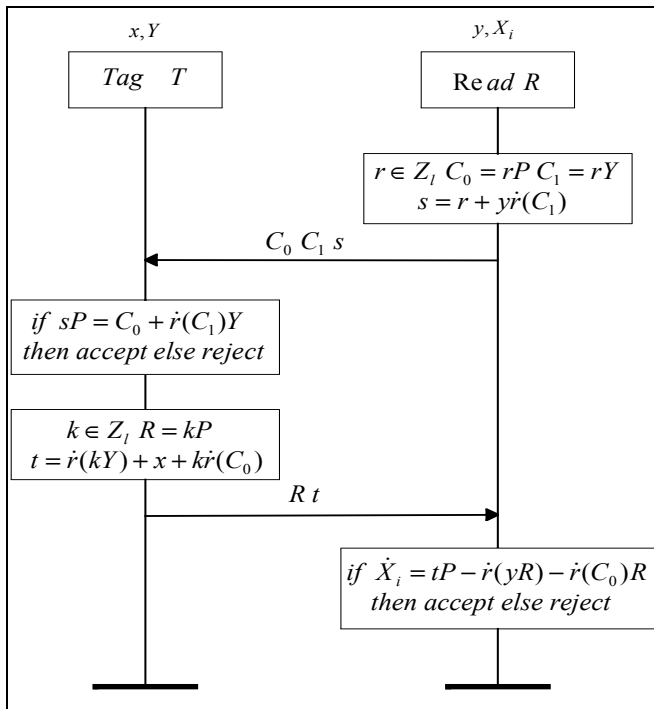 x, Y
y, X_i
Tag T
Read R
r ∈ Z_l C_0 = rP C_1 = rY
s = r + yṙ(C_1)
C_0 C_1 s
if sP = C_0 + ṙ(C_1)Y
then accept else reject
k ∈ Z_l R = kP
t = ṙ(kY) + x + kṙ(C_0)
R t
if Ẋ_i = tP − ṙ(yR) − ṙ(C_0)R
then accept else reject